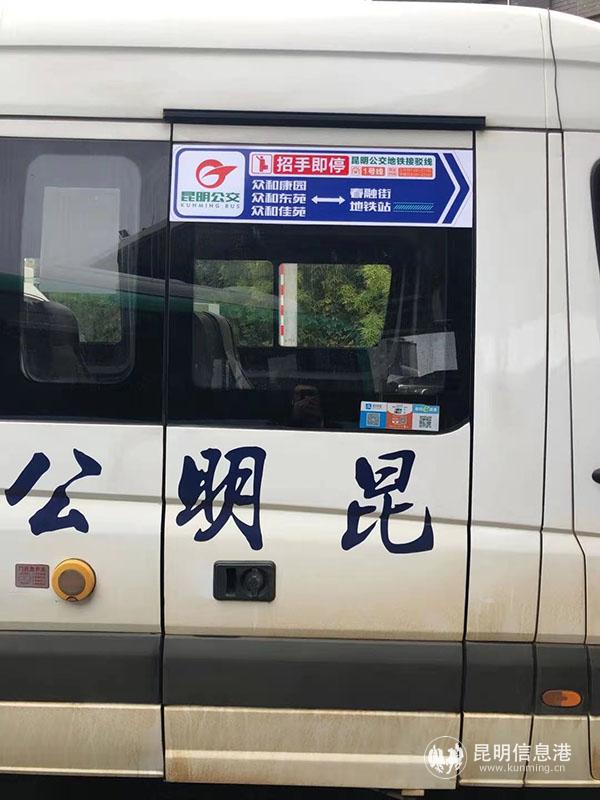 招手即停
昆明公交地铁接驳线
1号线
昆明公交
KUNMING BUS
众和康园
众和东苑
众和佳苑
春融街
地铁站
公明昆
昆明信息港
www.kunming.cn